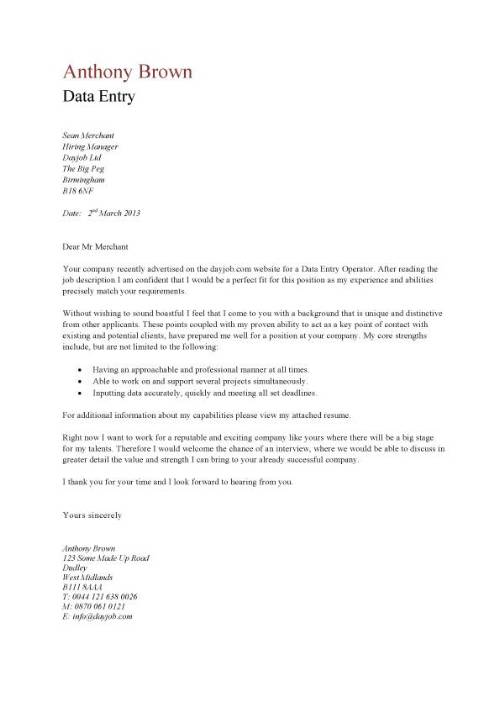 Anthony Brown
Data Entry
Sean Merchant
Hiring Manager
Dayjob Ltd
The Big Peg
Birmingham
B18 6NF
Date: 2nd March 2013
Dear Mr Merchant
Your company recently advertised on the dayjob.com website for a Data Entry Operator. After reading the
job description I am confident that I would be a perfect fit for this position as my experience and abilities
precisely match your requirements.
Without wishing to sound boastful I feel that I come to you with a background that is unique and distinctive
from other applicants. These points coupled with my proven ability to act as a key point of contact with
existing and potential clients, have prepared me well for a position at your company. My core strengths
include, but are not limited to the following:
• Having an approachable and professional manner at all times.
• Able to work on and support several projects simultaneously.
• Inputting data accurately, quickly and meeting all set deadlines.
For additional information about my capabilities please view my attached resume.
Right now I want to work for a reputable and exciting company like yours where there will be a big stage
for my talents. Therefore I would welcome the chance of an interview, where we would be able to discuss in
greater detail the value and strength I can bring to your already successful company.
I thank you for your time and I look forward to hearing from you.
Yours sincerely
Anthony Brown
123 Some Made Up Road
Dudley
West Midlands
B111 8AAA
T: 0044 121 638 0026
M: 0870 061 0121
E: info@dayjob.com